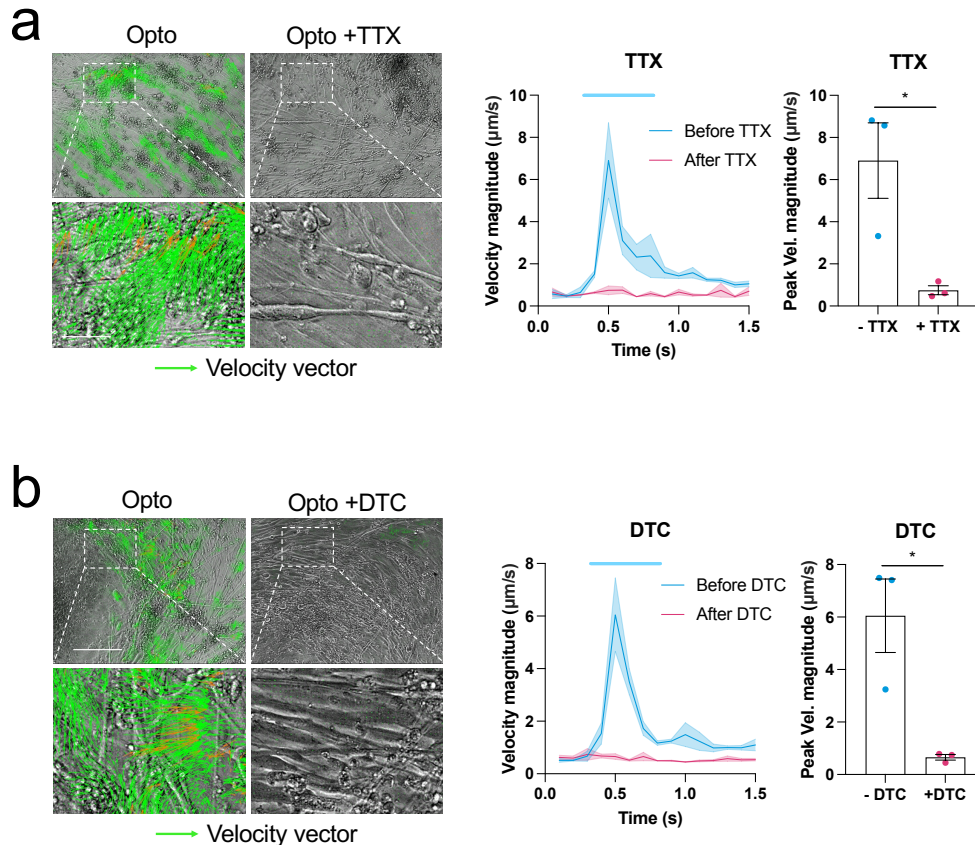 a
Opto
Opto +TTX
Velocity vector
TTX
Velocity magnitude (µm/s)
10
8
6
4
2
0
Before TTX
After TTX
0.0
0.5
1.0
1.5
Time (s)
TTX
*
Peak Vel. magnitude (µm/s)
10
8
6
4
2
0
- TTX
+ TTX
b
Opto
Opto +DTC
Velocity vector
DTC
Velocity magnitude (µm/s)
8
6
4
2
0
Before DTC
After DTC
0.0
0.5
1.0
1.5
Time (s)
DTC
*
Peak Vel. magnitude (µm/s)
8
6
4
2
0
- DTC
+DTC